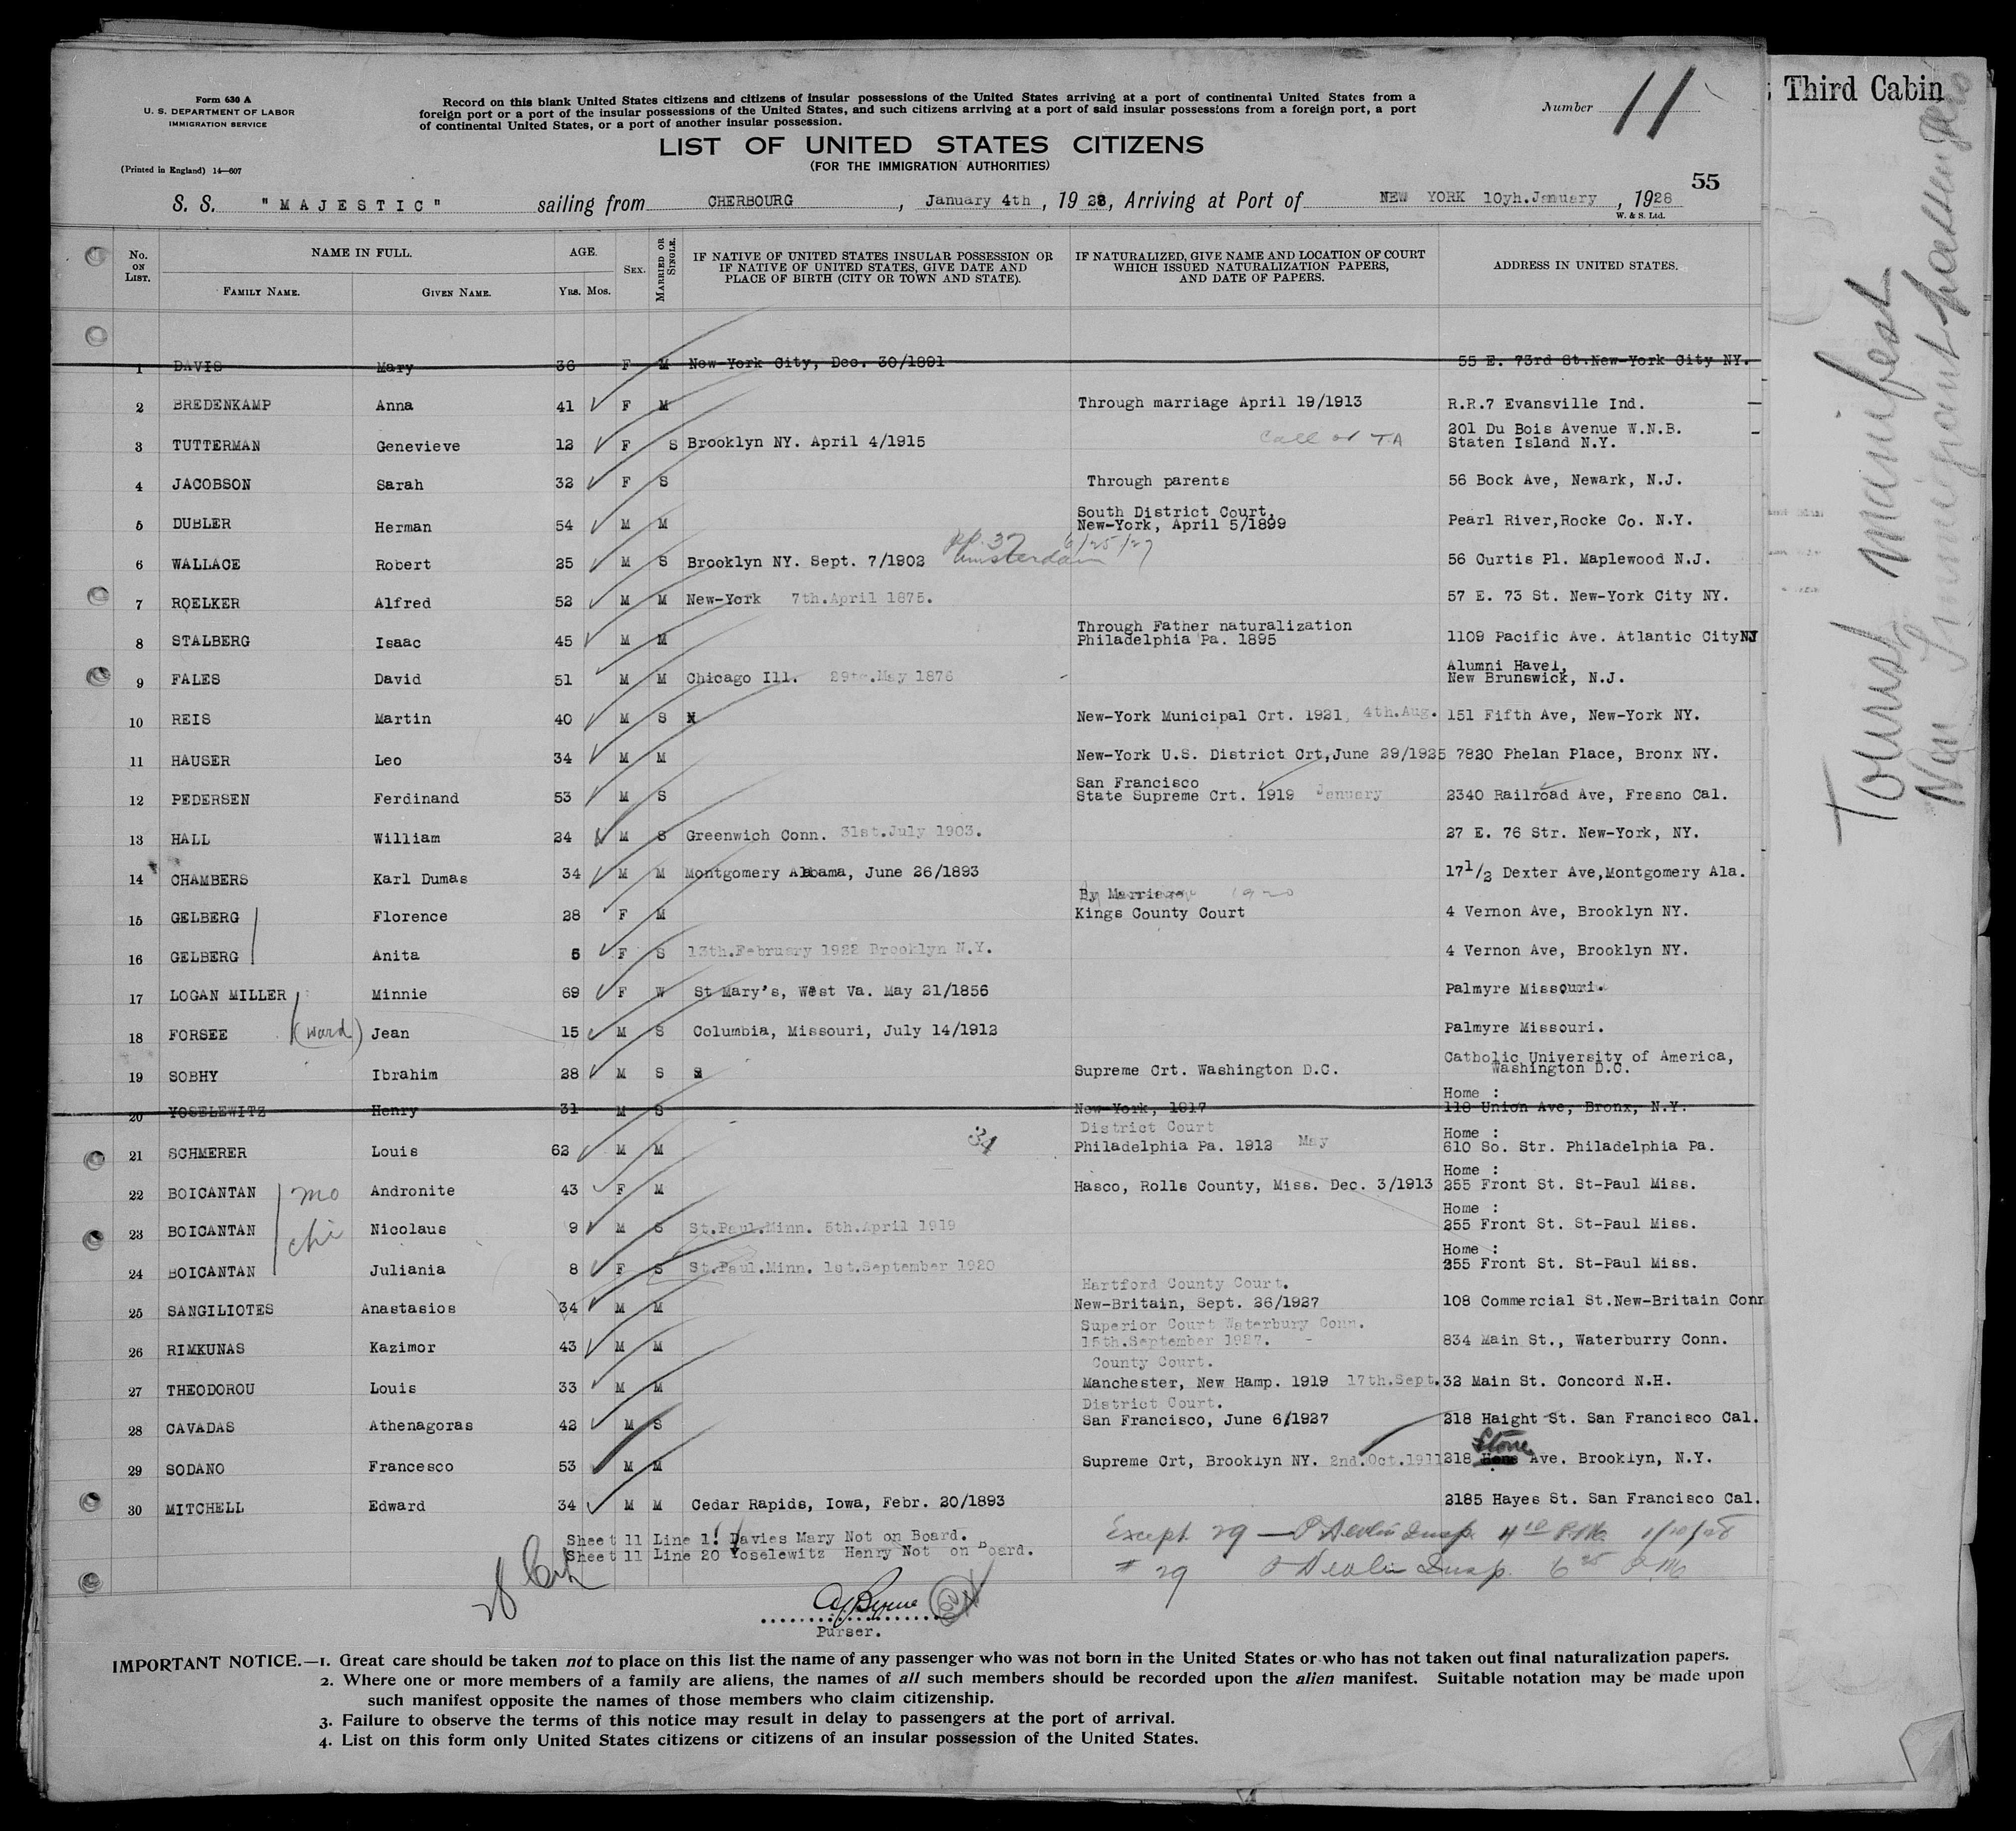 Third Cabin
Tourist manifest
Non Immigrant passengers
Form 630 A
U. S. DEPARTMENT OF LABOR
IMMIGRATION SERVICE
(Printed in England) 14—607
Record on this blank United States citizens and citizens of insular possessions of the United States arriving at a port of continental United States from a
foreign port or a port of the insular possessions of the United States, and such citizens arriving at a port of said insular possessions from a foreign port, a port
of continental United States, or a port of another insular possession.
Number 11
LIST OF UNITED STATES CITIZENS
(FOR THE IMMIGRATION AUTHORITIES)
55
S. S. "MAJESTIC" sailing from CHERBOURG, January 4th, 1928, Arriving at Port of NEW YORK 10yh.January, 1928
W. & S. Ltd.
No. ON LIST. NAME IN FULL. FAMILY NAME. GIVEN NAME. AGE. YRS. MOS. SEX. MARRIED OR SINGLE. IF NATIVE OF UNITED STATES INSULAR POSSESSION OR IF NATIVE OF UNITED STATES, GIVE DATE AND PLACE OF BIRTH (CITY OR TOWN AND STATE). IF NATURALIZED, GIVE NAME AND LOCATION OF COURT WHICH ISSUED NATURALIZATION PAPERS, AND DATE OF PAPERS. ADDRESS IN UNITED STATES.
1 DAVIS Mary 36 F M New-York City, Dec. 30/1891 55 E. 73rd St.New-York City NY.
2 BREDENKAMP Anna 41 F M Through marriage April 19/1913 R.R.7 Evansville Ind.
3 TUTTERMAN Genevieve 12 F S Brooklyn NY. April 4/1915 201 Du Bois Avenue W.N.B. Staten Island N.Y.
4 JACOBSON Sarah 32 F S Through parents 56 Bock Ave, Newark, N.J.
5 DUBLER Herman 54 M M South District Court, New-York, April 5/1899 Pearl River,Rocke Co. N.Y.
6 WALLACE Robert 25 M S Brooklyn NY. Sept. 7/1902 P.P. 37 6/25/27 Amsterdam 56 Curtis Pl. Maplewood N.J.
7 ROELKER Alfred 52 M M New-York 7th.April 1875. 57 E. 73 St. New-York City NY.
8 STALBERG Isaac 45 M M Through Father naturalization Philadelphia Pa. 1895 1109 Pacific Ave. Atlantic CityNJ
9 FALES David 51 M M Chicago Ill. 29th.May 1876 Alumni Havel, New Brunswick, N.J.
10 REIS Martin 40 M S New-York Municipal Crt. 1921, 4th.Aug. 151 Fifth Ave, New-York NY.
11 HAUSER Leo 34 M M New-York U.S. District Crt,June 29/1925 7820 Phelan Place, Bronx NY.
12 PEDERSEN Ferdinand 53 M S San Francisco State Supreme Crt. 1919 January 2340 Railroad Ave, Fresno Cal.
13 HALL William 24 M S Greenwich Conn. 31st.July 1903. 27 E. 76 Str. New-York, NY.
14 CHAMBERS Karl Dumas 34 M M Montgomery Alabama, June 26/1893 17 1/2 Dexter Ave,Montgomery Ala.
15 GELBERG Florence 28 F M By Marriage 1920 Kings County Court 4 Vernon Ave, Brooklyn NY.
16 GELBERG Anita 5 F S 13th.February 1922 Brooklyn N.Y. 4 Vernon Ave, Brooklyn NY.
17 LOGAN MILLER Minnie 69 F W St Mary's, West Va. May 21/1856 Palmyre Missouri.
18 FORSEE (ward) Jean 15 M S Columbia, Missouri, July 14/1912 Palmyre Missouri.
19 SOBHY Ibrahim 28 M S Supreme Crt. Washington D.C. Catholic University of America, Washington D.C.
20 YOSELEWITZ Henry 31 M S New-York, 1917 Home : 118 Union Ave, Bronx, N.Y.
21 SCHMERER Louis 62 M M 34 District Court Philadelphia Pa. 1912 May Home : 610 So. Str. Philadelphia Pa.
22 BOICANTAN mo Andronite 43 F M Hasco, Rolls County, Miss. Dec. 3/1913 Home : 255 Front St. St-Paul Miss.
23 BOICANTAN chi Nicolaus 9 M S St.Paul.Minn. 5th.April 1919 Home : 255 Front St. St-Paul Miss.
24 BOICANTAN Juliania 8 F S St.Paul.Minn. 1st.September 1920 Home : 255 Front St. St-Paul Miss.
25 SANGILIOTES Anastasios 34 M M Hartford County Court. New-Britain, Sept. 26/1927 108 Commercial St.New-Britain Conn
26 RIMKUNAS Kazimor 43 M M Superior Court Waterbury Conn. 15th.September 1927. 834 Main St., Waterburry Conn.
27 THEODOROU Louis 33 M M County Court. Manchester, New Hamp. 1919 17th.Sept. 32 Main St. Concord N.H.
28 CAVADAS Athenagoras 42 M S District Court. San Francisco, June 6/1927 218 Haight St. San Francisco Cal.
29 SODANO Francesco 53 M M Supreme Crt, Brooklyn NY. 2nd.Oct.1911 218 Stone Ave. Brooklyn, N.Y.
30 MITCHELL Edward 34 M M Cedar Rapids, Iowa, Febr. 20/1893 2185 Hayes St. San Francisco Cal.
Sheet 11 Line 1. Davies Mary Not on Board.
Sheet 11 Line 20 Yoselewitz Henry Not on Board.
Except 29 — Insp. 4 10 P.M. 1/10/28
# 29 Insp. 6 25 P.M.
28
Purser.
IMPORTANT NOTICE.—1. Great care should be taken not to place on this list the name of any passenger who was not born in the United States or who has not taken out final naturalization papers.
2. Where one or more members of a family are aliens, the names of all such members should be recorded upon the alien manifest. Suitable notation may be made upon
such manifest opposite the names of those members who claim citizenship.
3. Failure to observe the terms of this notice may result in delay to passengers at the port of arrival.
4. List on this form only United States citizens or citizens of an insular possession of the United States.